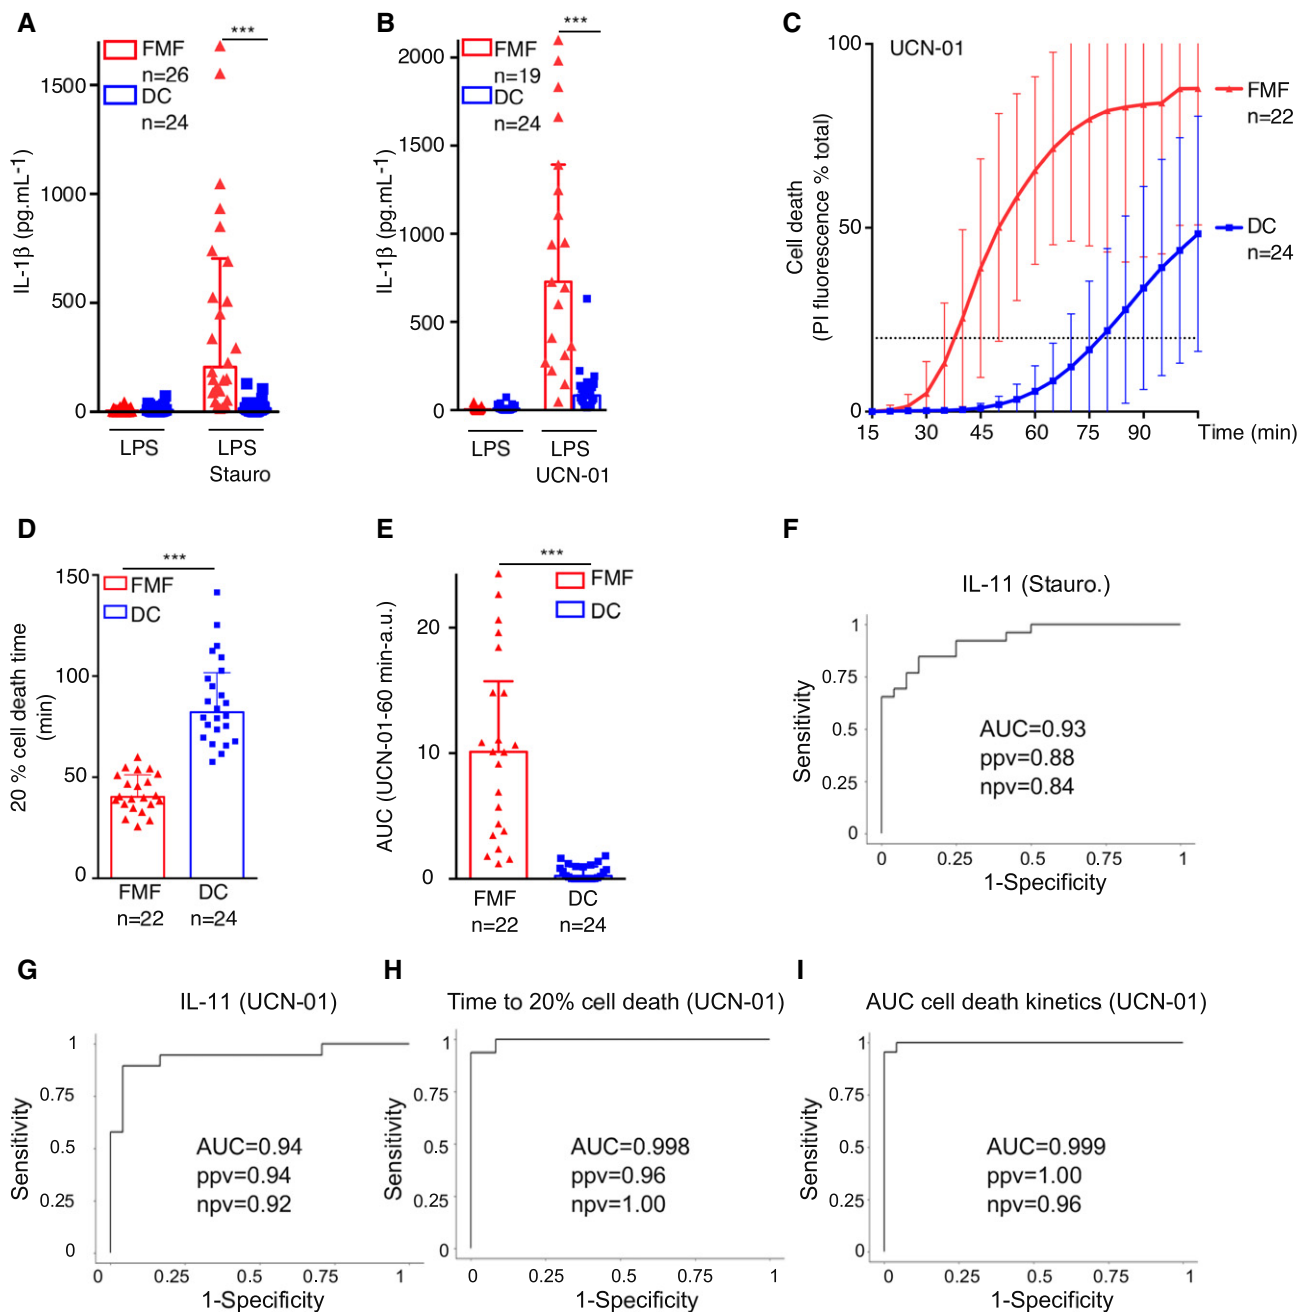 A
FMF
n=26
DC
n=24
***
IL-1β (pg.mL-1)
1500
1000
500
0
LPS
LPS
Stauro
B
FMF
n=19
DC
n=24
***
IL-1β (pg.mL-1)
2000
1500
1000
500
0
LPS
LPS
UCN-01
C
UCN-01
Cell death
(PI fluorescence % total)
100
50
0
15 30 45 60 75 90 Time (min)
FMF
n=22
DC
n=24
D
***
FMF
DC
20 % cell death time
(min)
150
100
50
0
FMF
n=22
DC
n=24
E
***
FMF
DC
AUC (UCN-01-60 min-a.u.)
20
10
0
FMF
n=22
DC
n=24
F
IL-11 (Stauro.)
Sensitivity
1
0.75
0.5
0.25
0
AUC=0.93
ppv=0.88
npv=0.84
0 0.25 0.5 0.75 1
1-Specificity
G
IL-11 (UCN-01)
Sensitivity
1
0.75
0.5
0.25
0
AUC=0.94
ppv=0.94
npv=0.92
0 0.25 0.5 0.75 1
1-Specificity
H
Time to 20% cell death (UCN-01)
Sensitivity
1
0.75
0.5
0.25
0
AUC=0.998
ppv=0.96
npv=1.00
0 0.25 0.5 0.75 1
1-Specificity
I
AUC cell death kinetics (UCN-01)
Sensitivity
1
0.75
0.5
0.25
0
AUC=0.999
ppv=1.00
npv=0.96
0 0.25 0.5 0.75 1
1-Specificity